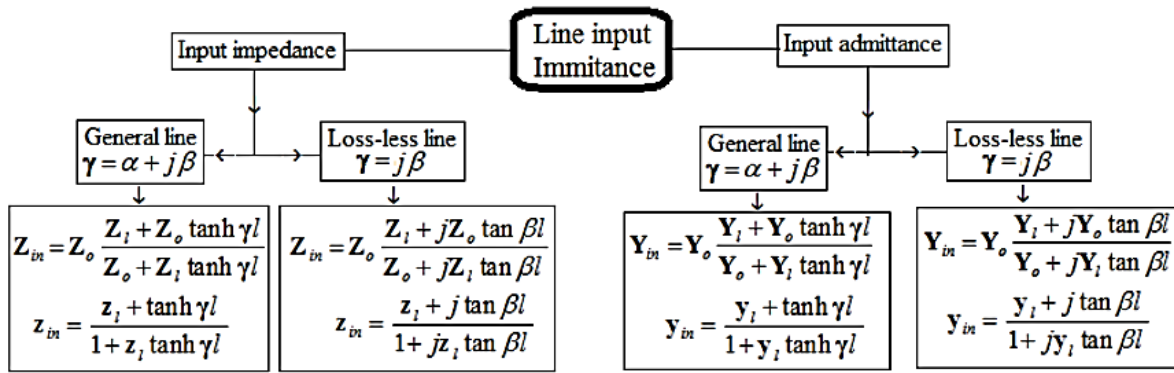 Line input
Immitance
Input impedance
Input admittance
General line
γ = α + jβ
Loss-less line
γ = jβ
General line
γ = α + jβ
Loss-less line
γ = jβ
Z_in = Z_o (Z_l + Z_o tanh γl) / (Z_o + Z_l tanh γl)
z_in = (z_l + tanh γl) / (1 + z_l tanh γl)
Z_in = Z_o (Z_l + jZ_o tan βl) / (Z_o + jZ_l tan βl)
z_in = (z_l + j tan βl) / (1 + jz_l tan βl)
Y_in = Y_o (Y_l + Y_o tanh γl) / (Y_o + Y_l tanh γl)
y_in = (y_l + tanh γl) / (1 + y_l tanh γl)
Y_in = Y_o (Y_l + jY_o tan βl) / (Y_o + jY_l tan βl)
y_in = (y_l + j tan βl) / (1 + jy_l tan βl)